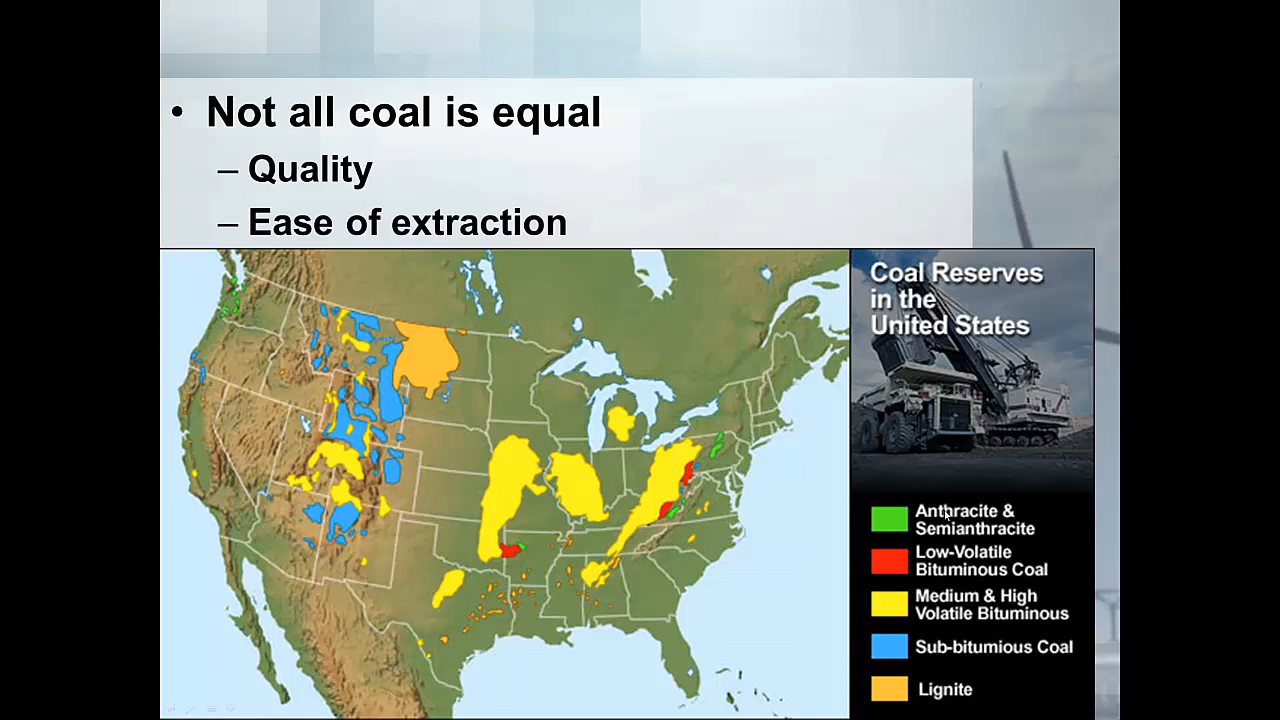 • Not all coal is equal
– Quality
– Ease of extraction
Coal Reserves
in the
United States
Anthracite &
Semianthracite
Low-Volatile
Bituminous Coal
Medium & High
Volatile Bituminous
Sub-bitumious Coal
Lignite